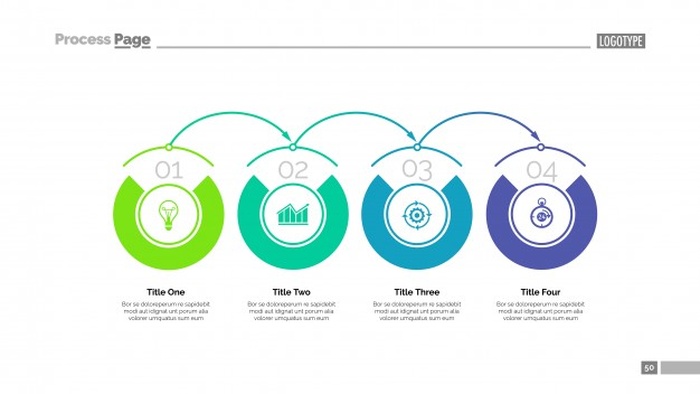 Process Page
LOGOTYPE
01
02
03
04
Title One
Bor se doloreperum re sapidebit
modi aut idignat unt porum alia
volorer umquatus sum eum
Title Two
Bor se doloreperum re sapidebit
modi aut idignat unt porum alia
volorer umquatus sum eum
Title Three
Bor se doloreperum re sapidebit
modi aut idignat unt porum alia
volorer umquatus sum eum
Title Four
Bor se doloreperum re sapidebit
modi aut idignat unt porum alia
volorer umquatus sum eum
50